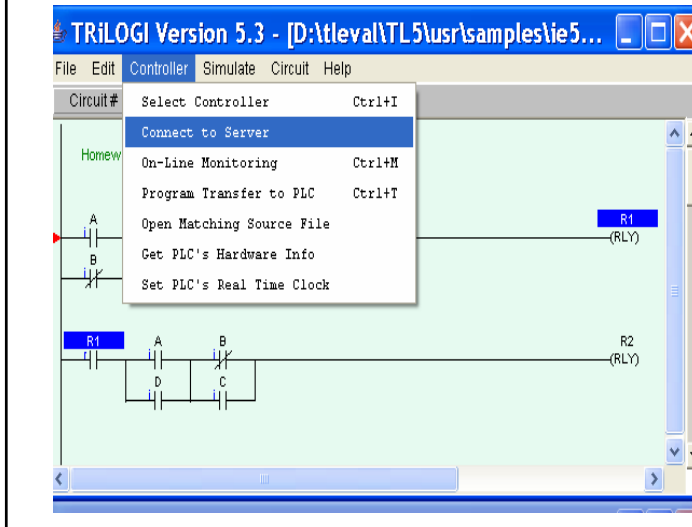 TRiLOGI Version 5.3 - [D:\tleval\TL5\usr\samples\ie5...
File Edit Controller Simulate Circuit Help
Circuit#
Select Controller Ctrl+I
Connect to Server
On-Line Monitoring Ctrl+M
Program Transfer to PLC Ctrl+T
Open Matching Source File
Get PLC's Hardware Info
Set PLC's Real Time Clock
Homew
A R1
i (RLY)
B
i
R1 A B R2
r i i (RLY)
D C
i i